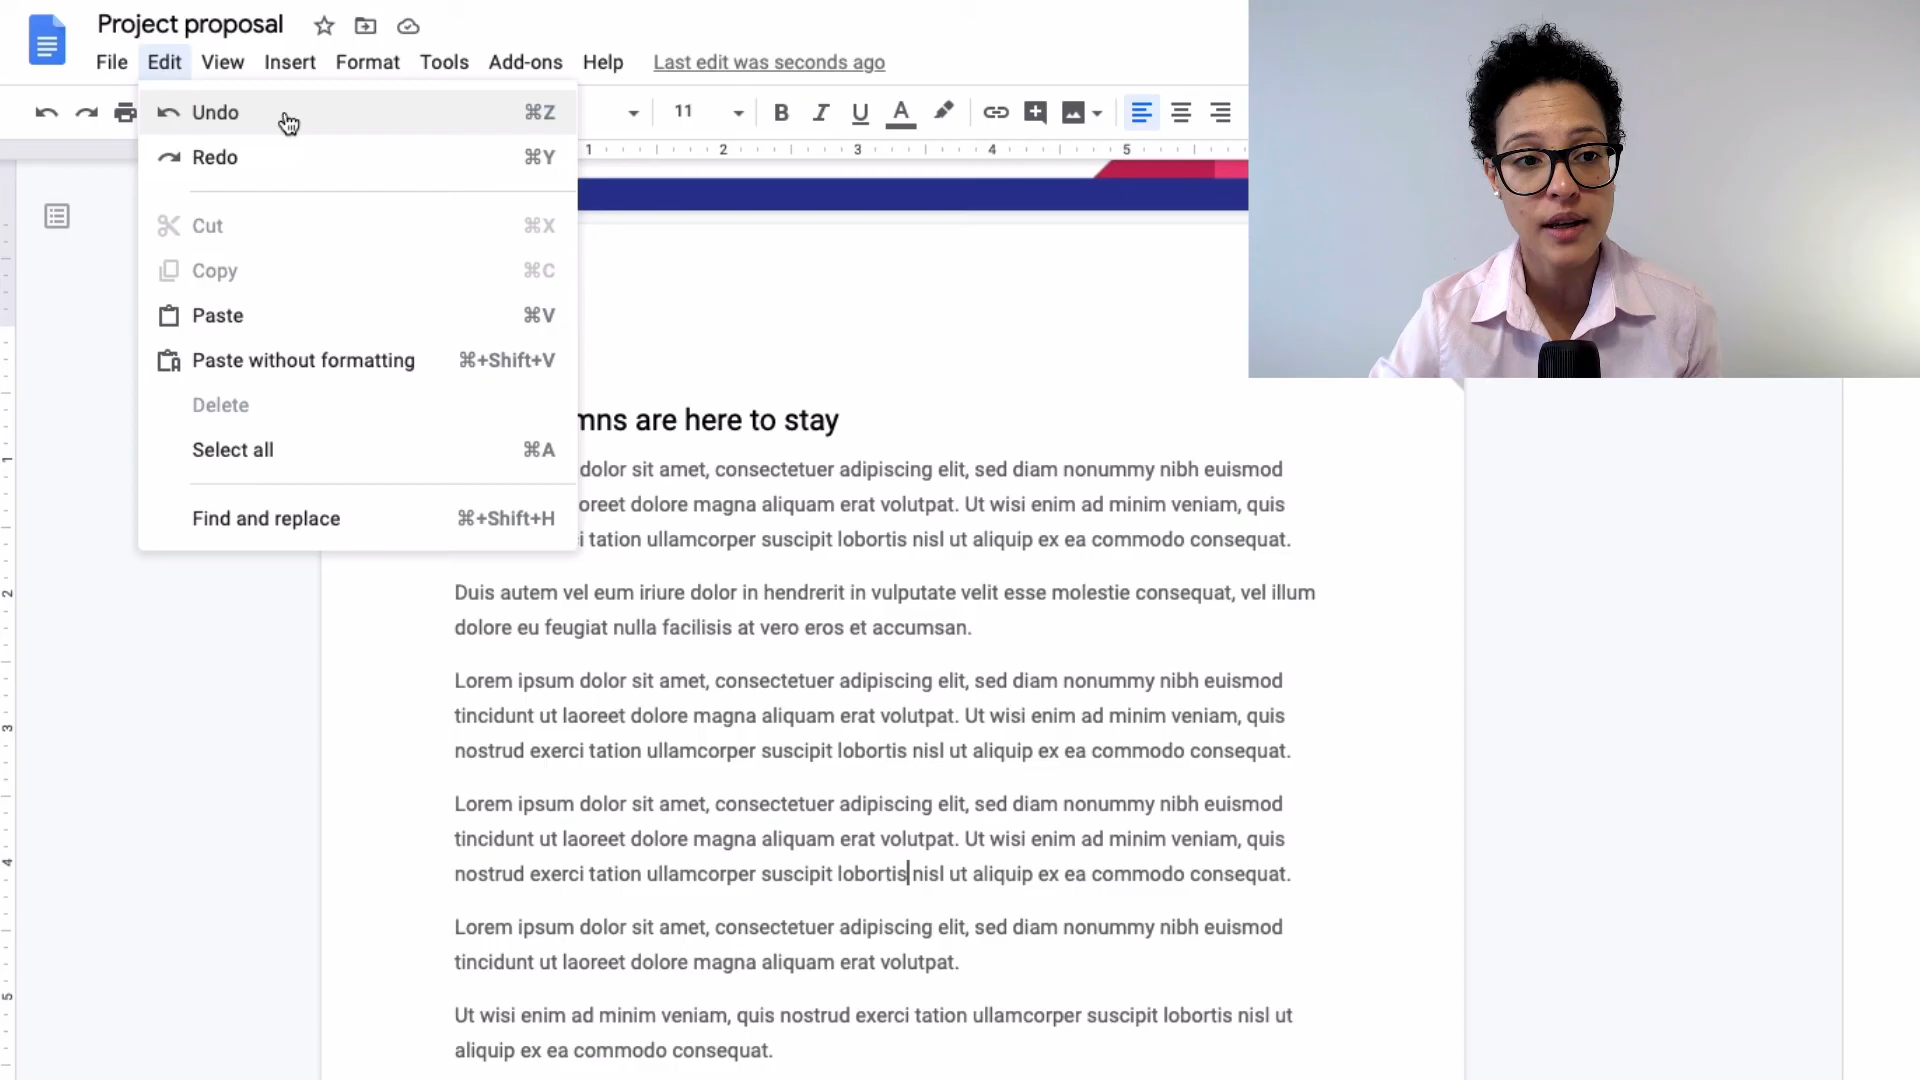 Project proposal
File Edit View Insert Format Tools Add-ons Help Last edit was seconds ago
11
Undo ⌘Z
Redo ⌘Y
Cut ⌘X
Copy ⌘C
Paste ⌘V
Paste without formatting ⌘+Shift+V
Delete
Select all ⌘A
Find and replace ⌘+Shift+H
B I U A
1 2 3 4 5
1
2
3
4
5
mns are here to stay
dolor sit amet, consectetuer adipiscing elit, sed diam nonummy nibh euismod
oreet dolore magna aliquam erat volutpat. Ut wisi enim ad minim veniam, quis
i tation ullamcorper suscipit lobortis nisl ut aliquip ex ea commodo consequat.
Duis autem vel eum iriure dolor in hendrerit in vulputate velit esse molestie consequat, vel illum
dolore eu feugiat nulla facilisis at vero eros et accumsan.
Lorem ipsum dolor sit amet, consectetuer adipiscing elit, sed diam nonummy nibh euismod
tincidunt ut laoreet dolore magna aliquam erat volutpat. Ut wisi enim ad minim veniam, quis
nostrud exerci tation ullamcorper suscipit lobortis nisl ut aliquip ex ea commodo consequat.
Lorem ipsum dolor sit amet, consectetuer adipiscing elit, sed diam nonummy nibh euismod
tincidunt ut laoreet dolore magna aliquam erat volutpat. Ut wisi enim ad minim veniam, quis
nostrud exerci tation ullamcorper suscipit lobortis nisl ut aliquip ex ea commodo consequat.
Lorem ipsum dolor sit amet, consectetuer adipiscing elit, sed diam nonummy nibh euismod
tincidunt ut laoreet dolore magna aliquam erat volutpat.
Ut wisi enim ad minim veniam, quis nostrud exerci tation ullamcorper suscipit lobortis nisl ut
aliquip ex ea commodo consequat.